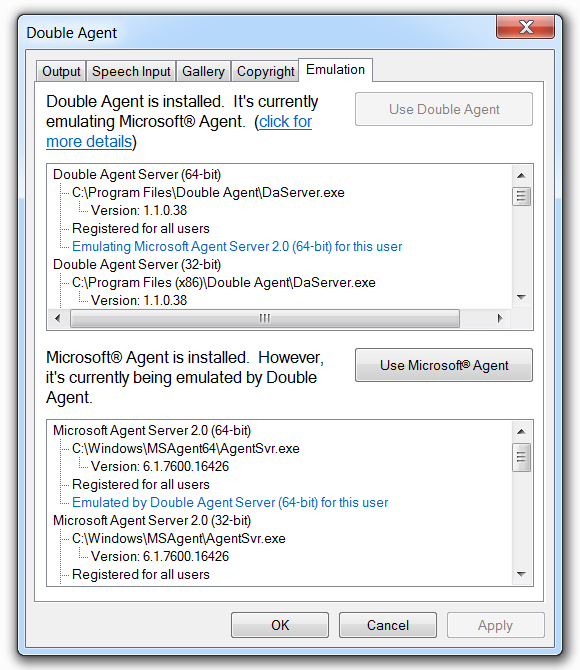 Double Agent
Output Speech Input Gallery Copyright Emulation
Double Agent is installed.  It's currently
emulating Microsoft® Agent.  (click for
more details)
Use Double Agent
Double Agent Server (64-bit)
C:\Program Files\Double Agent\DaServer.exe
Version: 1.1.0.38
Registered for all users
Emulating Microsoft Agent Server 2.0 (64-bit) for this user
Double Agent Server (32-bit)
C:\Program Files (x86)\Double Agent\DaServer.exe
Version: 1.1.0.38
Microsoft® Agent is installed.  However,
it's currently being emulated by Double
Agent.
Use Microsoft® Agent
Microsoft Agent Server 2.0 (64-bit)
C:\Windows\MSAgent64\AgentSvr.exe
Version: 6.1.7600.16426
Registered for all users
Emulated by Double Agent Server (64-bit) for this user
Microsoft Agent Server 2.0 (32-bit)
C:\Windows\MSAgent\AgentSvr.exe
Version: 6.1.7600.16426
Registered for all users
OK Cancel Apply